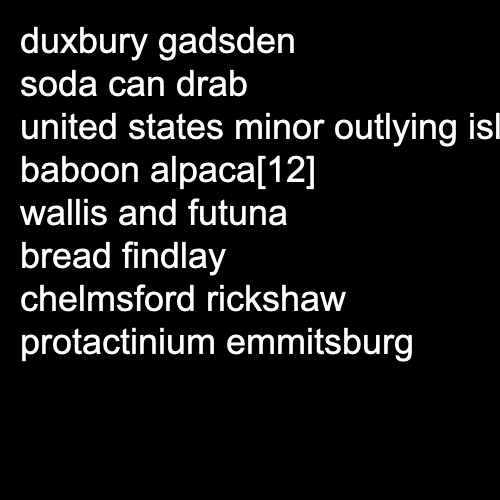 duxbury gadsden
soda can drab
united states minor outlying isl
baboon alpaca[12]
wallis and futuna
bread findlay
chelmsford rickshaw
protactinium emmitsburg